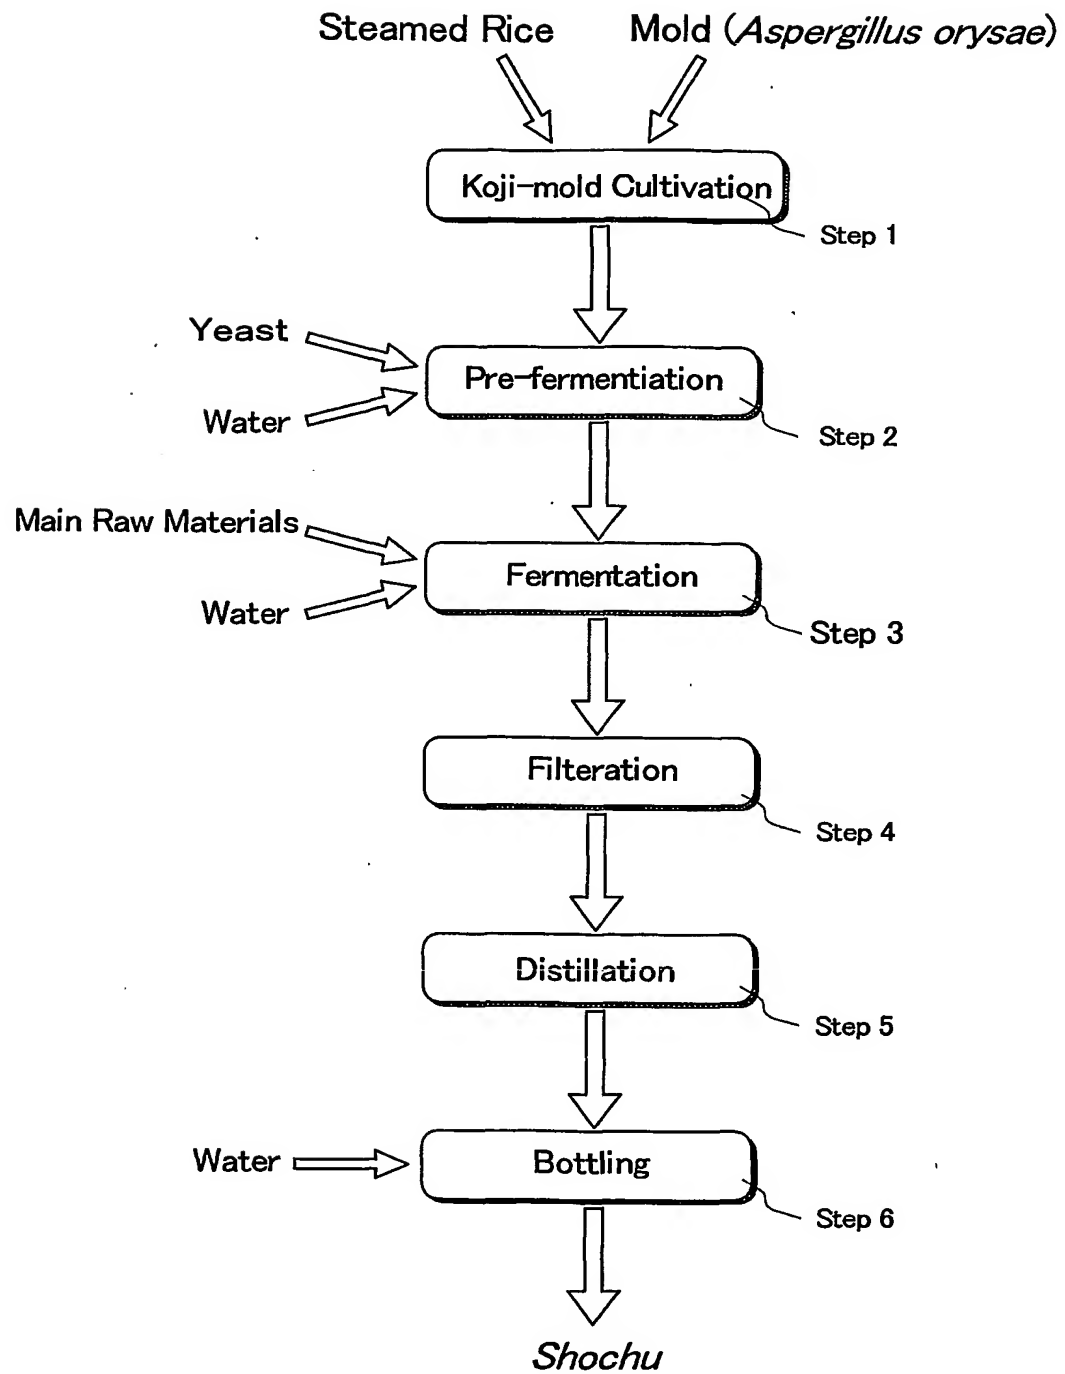 Steamed Rice
Mold (Aspergillus orysae)
Koji-mold Cultivation
Step 1
Yeast
Pre-fermentiation
Water
Step 2
Main Raw Materials
Fermentation
Water
Step 3
Filteration
Step 4
Distillation
Step 5
Water
Bottling
Step 6
Shochu